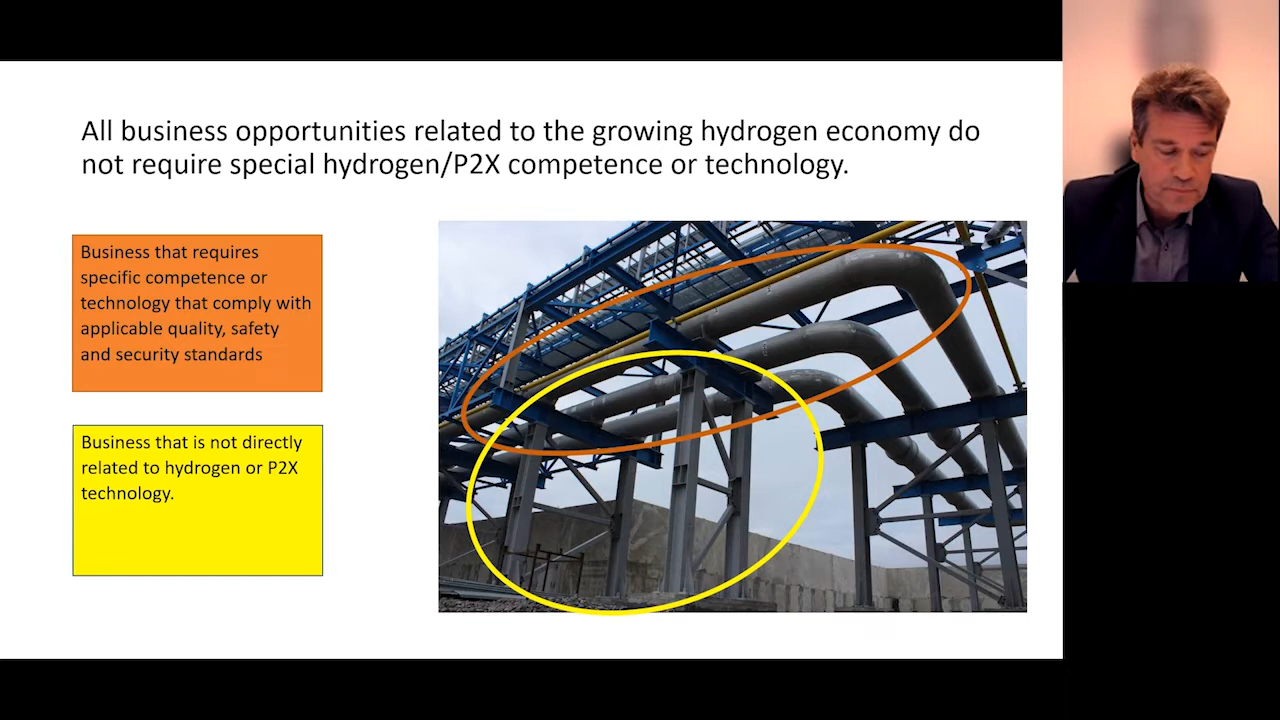 All business opportunities related to the growing hydrogen economy do
not require special hydrogen/P2X competence or technology.
Business that requires
specific competence or
technology that comply with
applicable quality, safety
and security standards
Business that is not directly
related to hydrogen or P2X
technology.